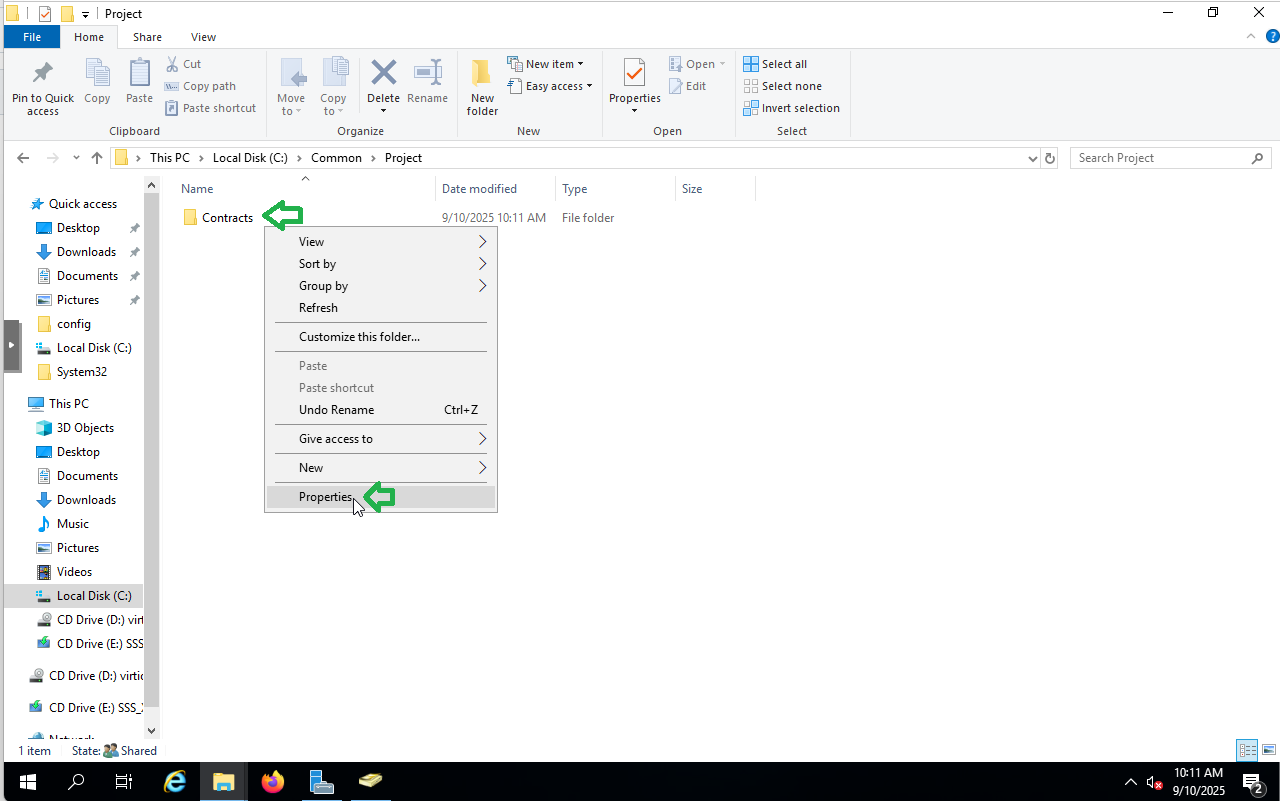 Project
File Home Share View
Pin to Quick access
Copy
Paste
Cut
Copy path
Paste shortcut
Clipboard
Move to
Copy to
Delete
Rename
Organize
New folder
New item
Easy access
New
Properties
Open
Edit
Open
Select all
Select none
Invert selection
Select
This PC > Local Disk (C:) > Common > Project
Search Project
Name Date modified Type Size
Contracts 9/10/2025 10:11 AM File folder
View
Sort by
Group by
Refresh
Customize this folder...
Paste
Paste shortcut
Undo Rename Ctrl+Z
Give access to
New
Properties
Quick access
Desktop
Downloads
Documents
Pictures
config
Local Disk (C:)
System32
This PC
3D Objects
Desktop
Documents
Downloads
Music
Pictures
Videos
Local Disk (C:)
CD Drive (D:) virt
CD Drive (E:) SSS
CD Drive (D:) virtio
CD Drive (E:) SSS_X
Network
1 item State: Shared
10:11 AM
9/10/2025
2